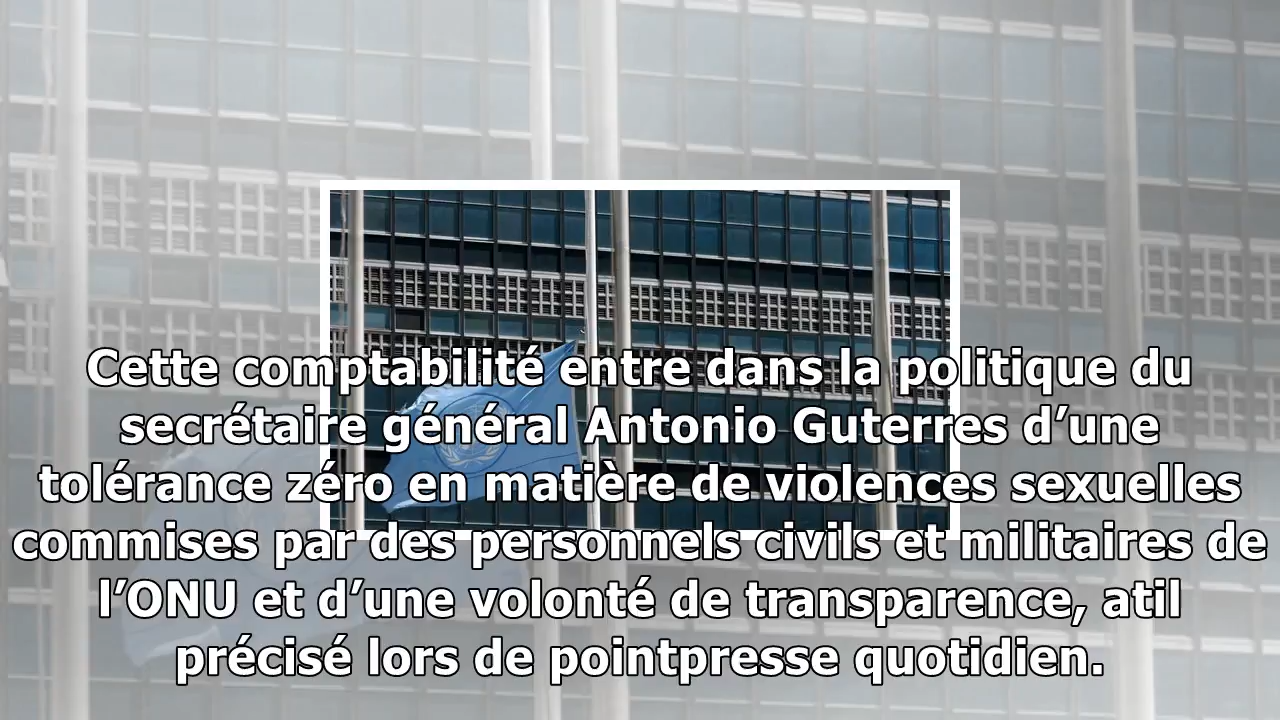 Cette comptabilité entre dans la politique du
secrétaire général Antonio Guterres d’une
tolérance zéro en matière de violences sexuelles
commises par des personnels civils et militaires de
l’ONU et d’une volonté de transparence, atil
précisé lors de pointpresse quotidien.